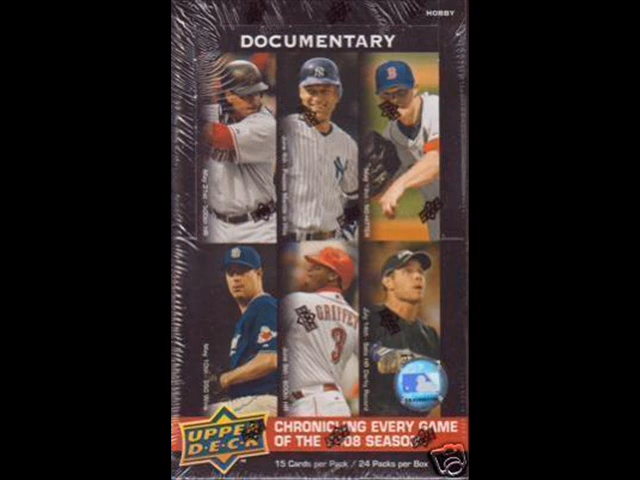 HOBBY
DOCUMENTARY
NY
GRIFFEY
3
UPPER
DECK
CHRONICLING EVERY GAME
OF THE 2008 SEASON
15 Cards per Pack / 24 Packs per Box